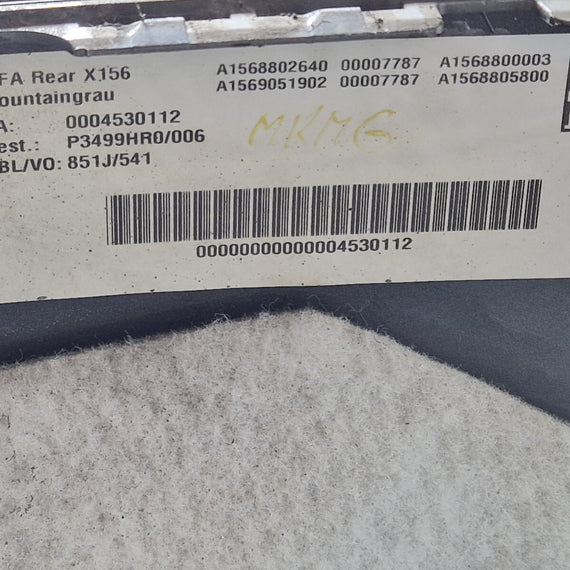 FA Rear X156 A1568802640 00007787 A1568800003
ountaingrau A1569051902 00007787 A1568805800
A: 0004530112
est.: P3499HR0/006
BL/VO: 851J/541
MKMG
00000000000004530112